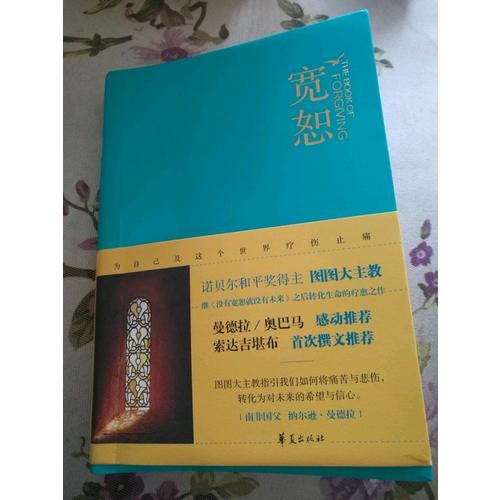 宽恕
THE BOOK OF
FORGIVING
为自己及这个世界疗伤止痛
诺贝尔和平奖得主 图图大主教
继《没有宽恕就没有未来》之后转化生命的疗愈之作
曼德拉/奥巴马 感动推荐
索达吉堪布 首次撰文推荐
图图大主教指引我们如何将痛苦与悲伤,
转化为对未来的希望与信心。
[南非国父 纳尔逊·曼德拉]
华夏出版社